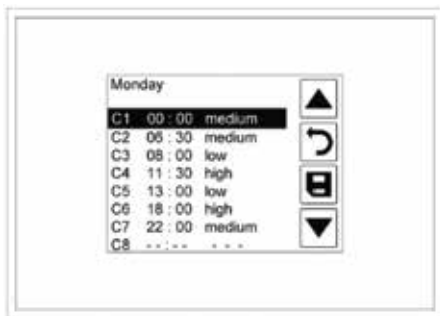 Monday
C1 00 : 00 medium
C2 06 : 30 medium
C3 08 : 00 low
C4 11 : 30 high
C5 13 : 00 low
C6 18 : 00 high
C7 22 : 00 medium
C8 - - : - - - - -